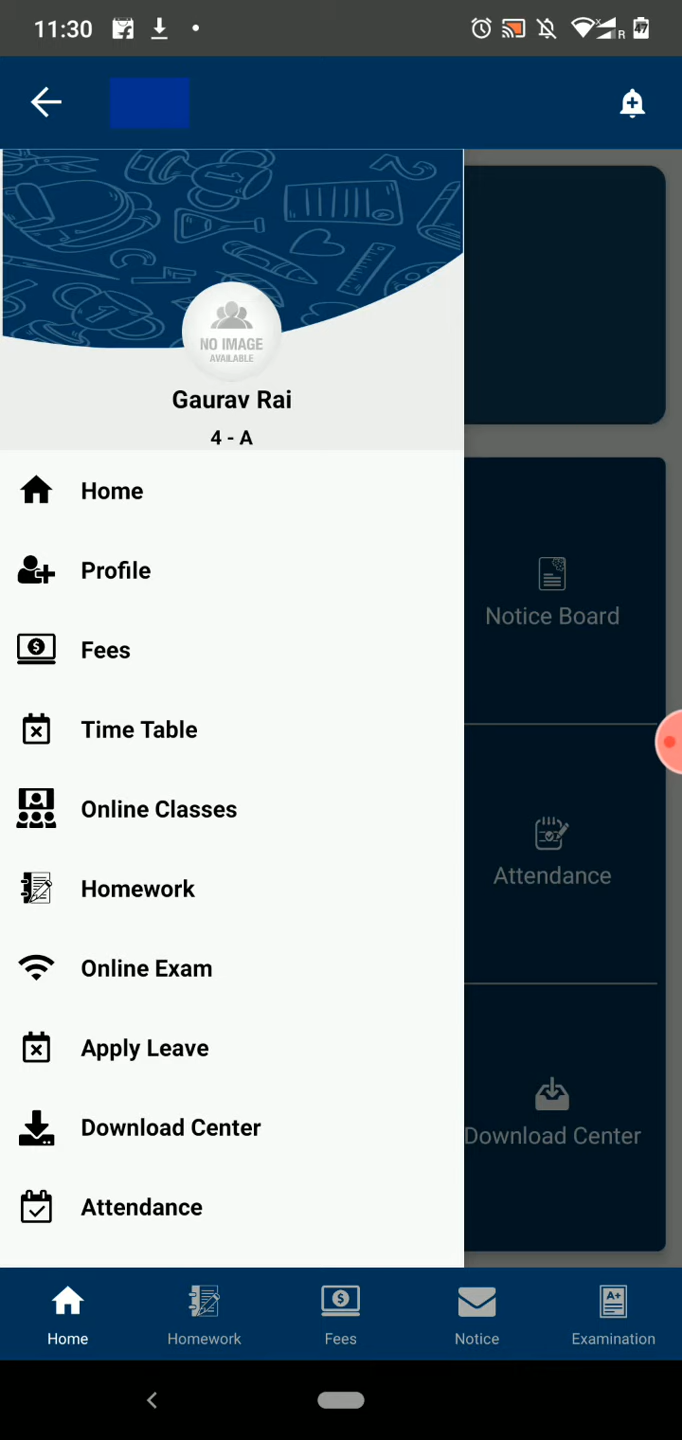 11:30
R
47
NO IMAGE
AVAILABLE
Gaurav Rai
4 - A
Home
Profile
Fees
Time Table
Online Classes
Homework
Online Exam
Apply Leave
Download Center
Attendance
Notice Board
Attendance
Download Center
Home
Homework
Fees
Notice
A+
Examination